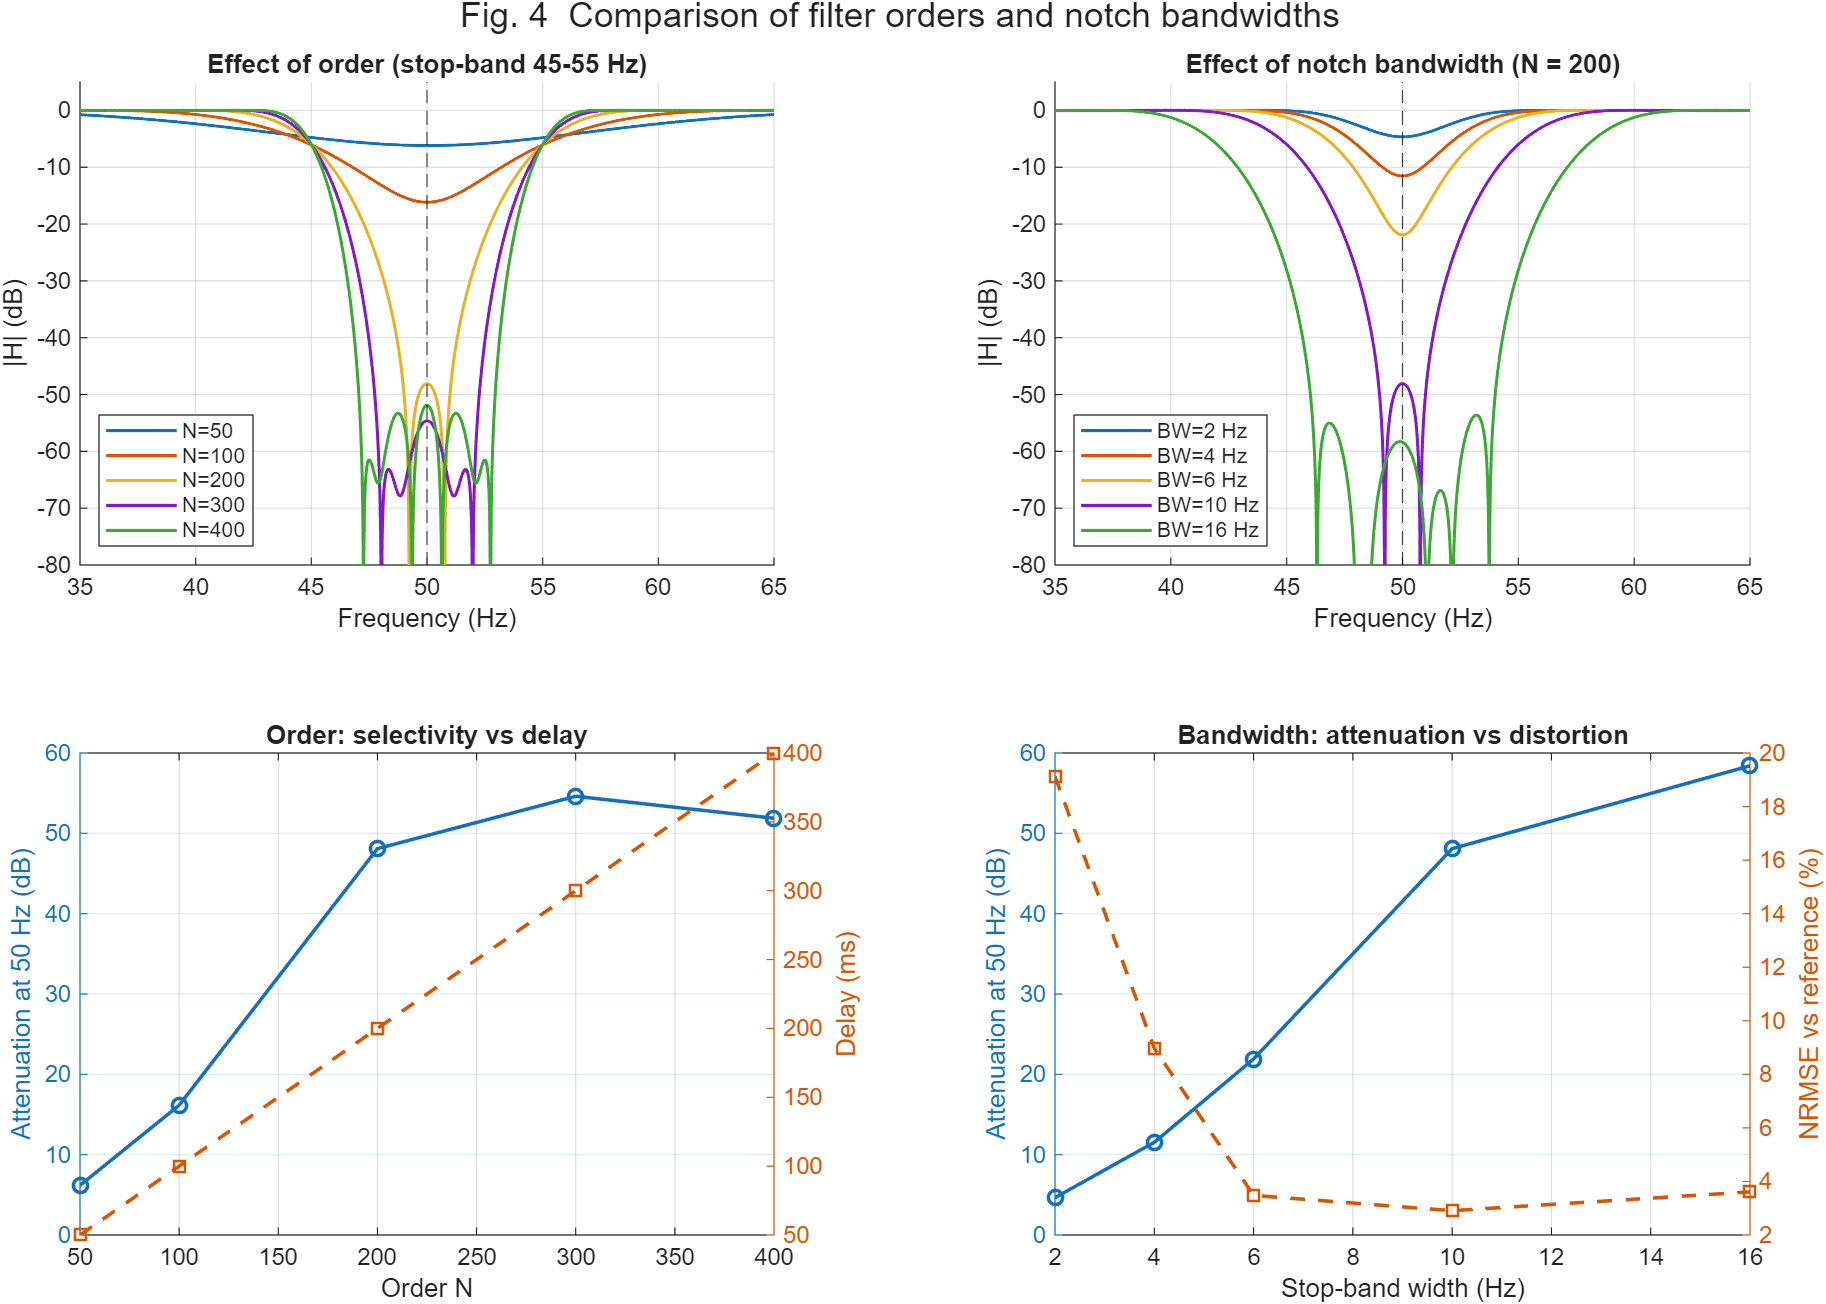 Fig. 4  Comparison of filter orders and notch bandwidths
Effect of order (stop-band 45-55 Hz)
|H| (dB)
0
-10
-20
-30
-40
-50
-60
-70
-80
N=50
N=100
N=200
N=300
N=400
35 40 45 50 55 60 65
Frequency (Hz)
Effect of notch bandwidth (N = 200)
|H| (dB)
0
-10
-20
-30
-40
-50
-60
-70
-80
BW=2 Hz
BW=4 Hz
BW=6 Hz
BW=10 Hz
BW=16 Hz
35 40 45 50 55 60 65
Frequency (Hz)
Order: selectivity vs delay
Attenuation at 50 Hz (dB)
60
50
40
30
20
10
0
400
350
300
250
200
150
100
50
Delay (ms)
50 100 150 200 250 300 350 400
Order N
Bandwidth: attenuation vs distortion
Attenuation at 50 Hz (dB)
60
50
40
30
20
10
0
20
18
16
14
12
10
8
6
4
2
NRMSE vs reference (%)
2 4 6 8 10 12 14 16
Stop-band width (Hz)